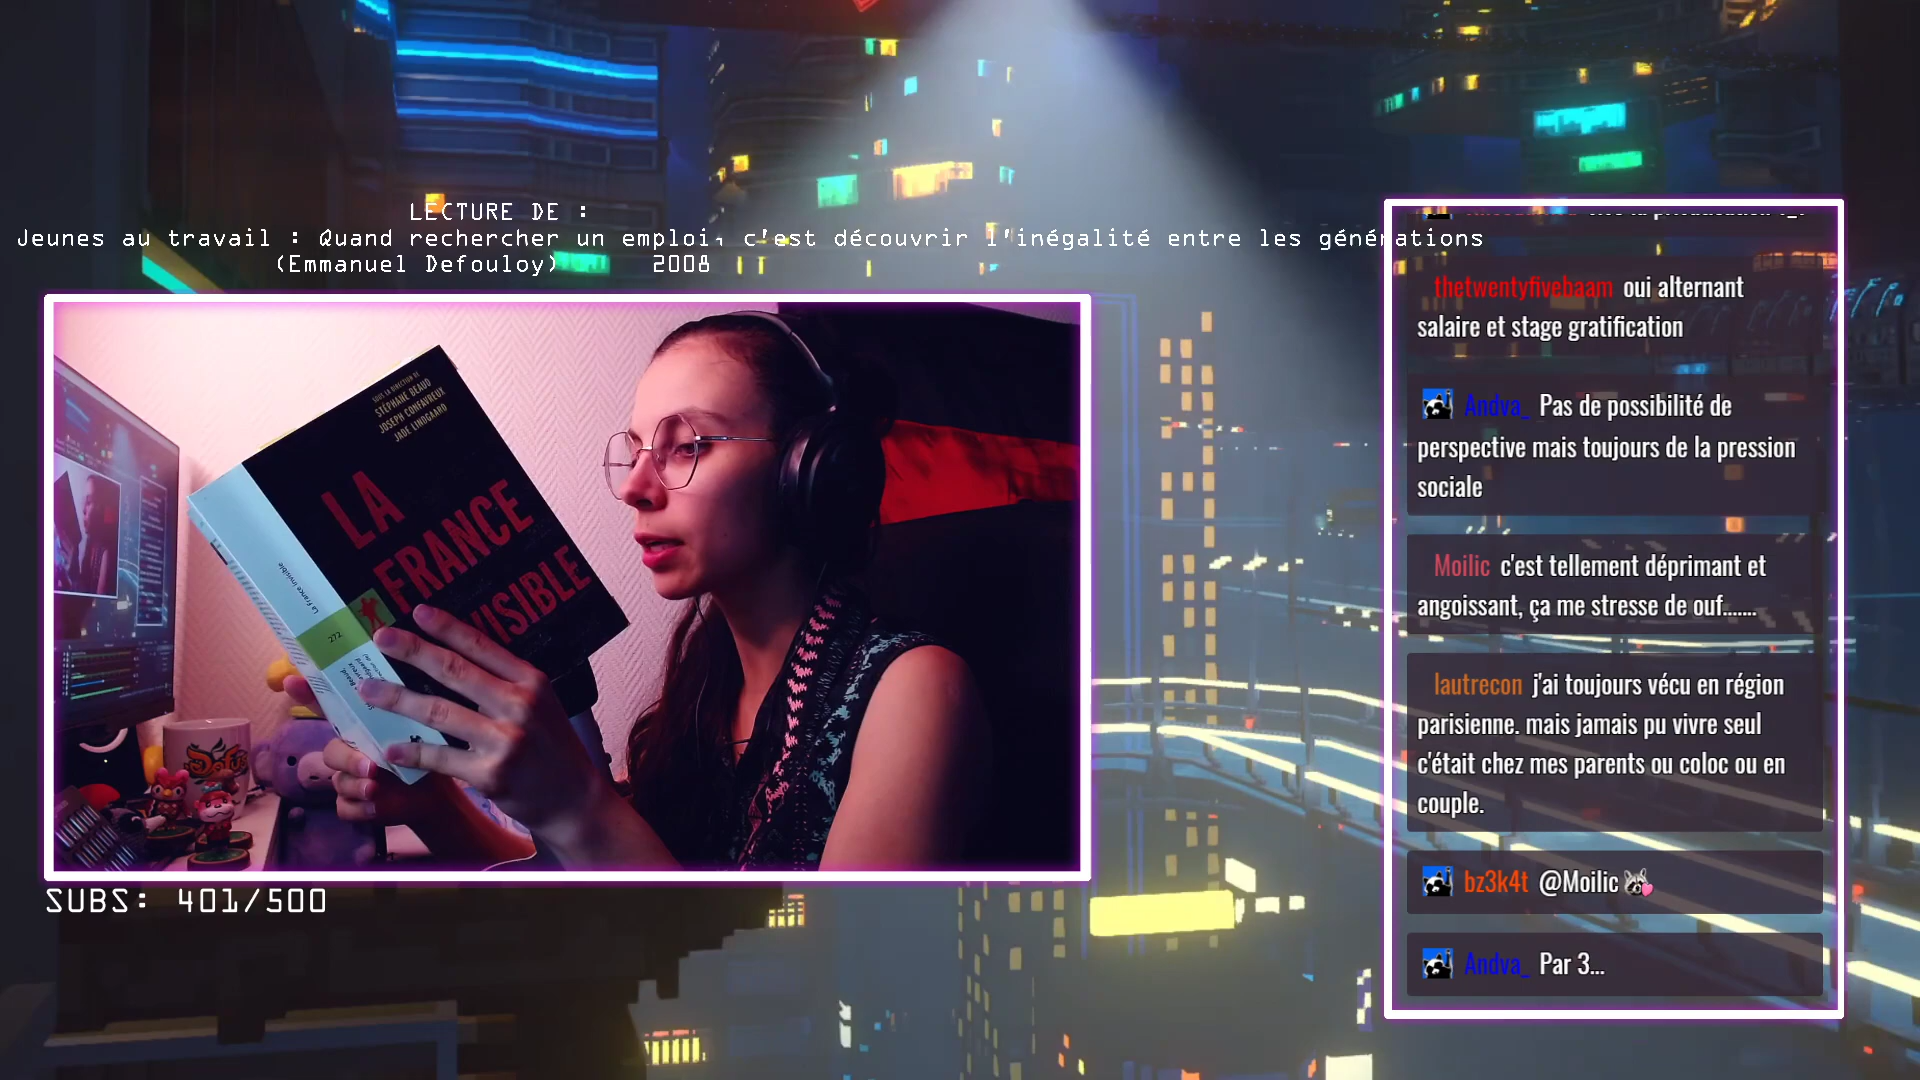 LECTURE DE :
Jeunes au travail : Quand rechercher un emploi, c'est découvrir l'inégalité entre les générations
(Emmanuel Defouloy) 2008
SOUS LA DIRECTION DE
STÉPHANE BEAUD
JOSEPH CONFAVREUX
JADE LINDGAARD
LA
FRANCE
VISIBLE
La France invisible
272
SUBS: 401/500
thetwentyfivebaam oui alternant
salaire et stage gratification
Andva_ Pas de possibilité de
perspective mais toujours de la pression
sociale
Moilic c'est tellement déprimant et
angoissant, ça me stresse de ouf.......
lautrecon j'ai toujours vécu en région
parisienne. mais jamais pu vivre seul
c'était chez mes parents ou coloc ou en
couple.
bz3k4t @Moilic
Andva_ Par 3...